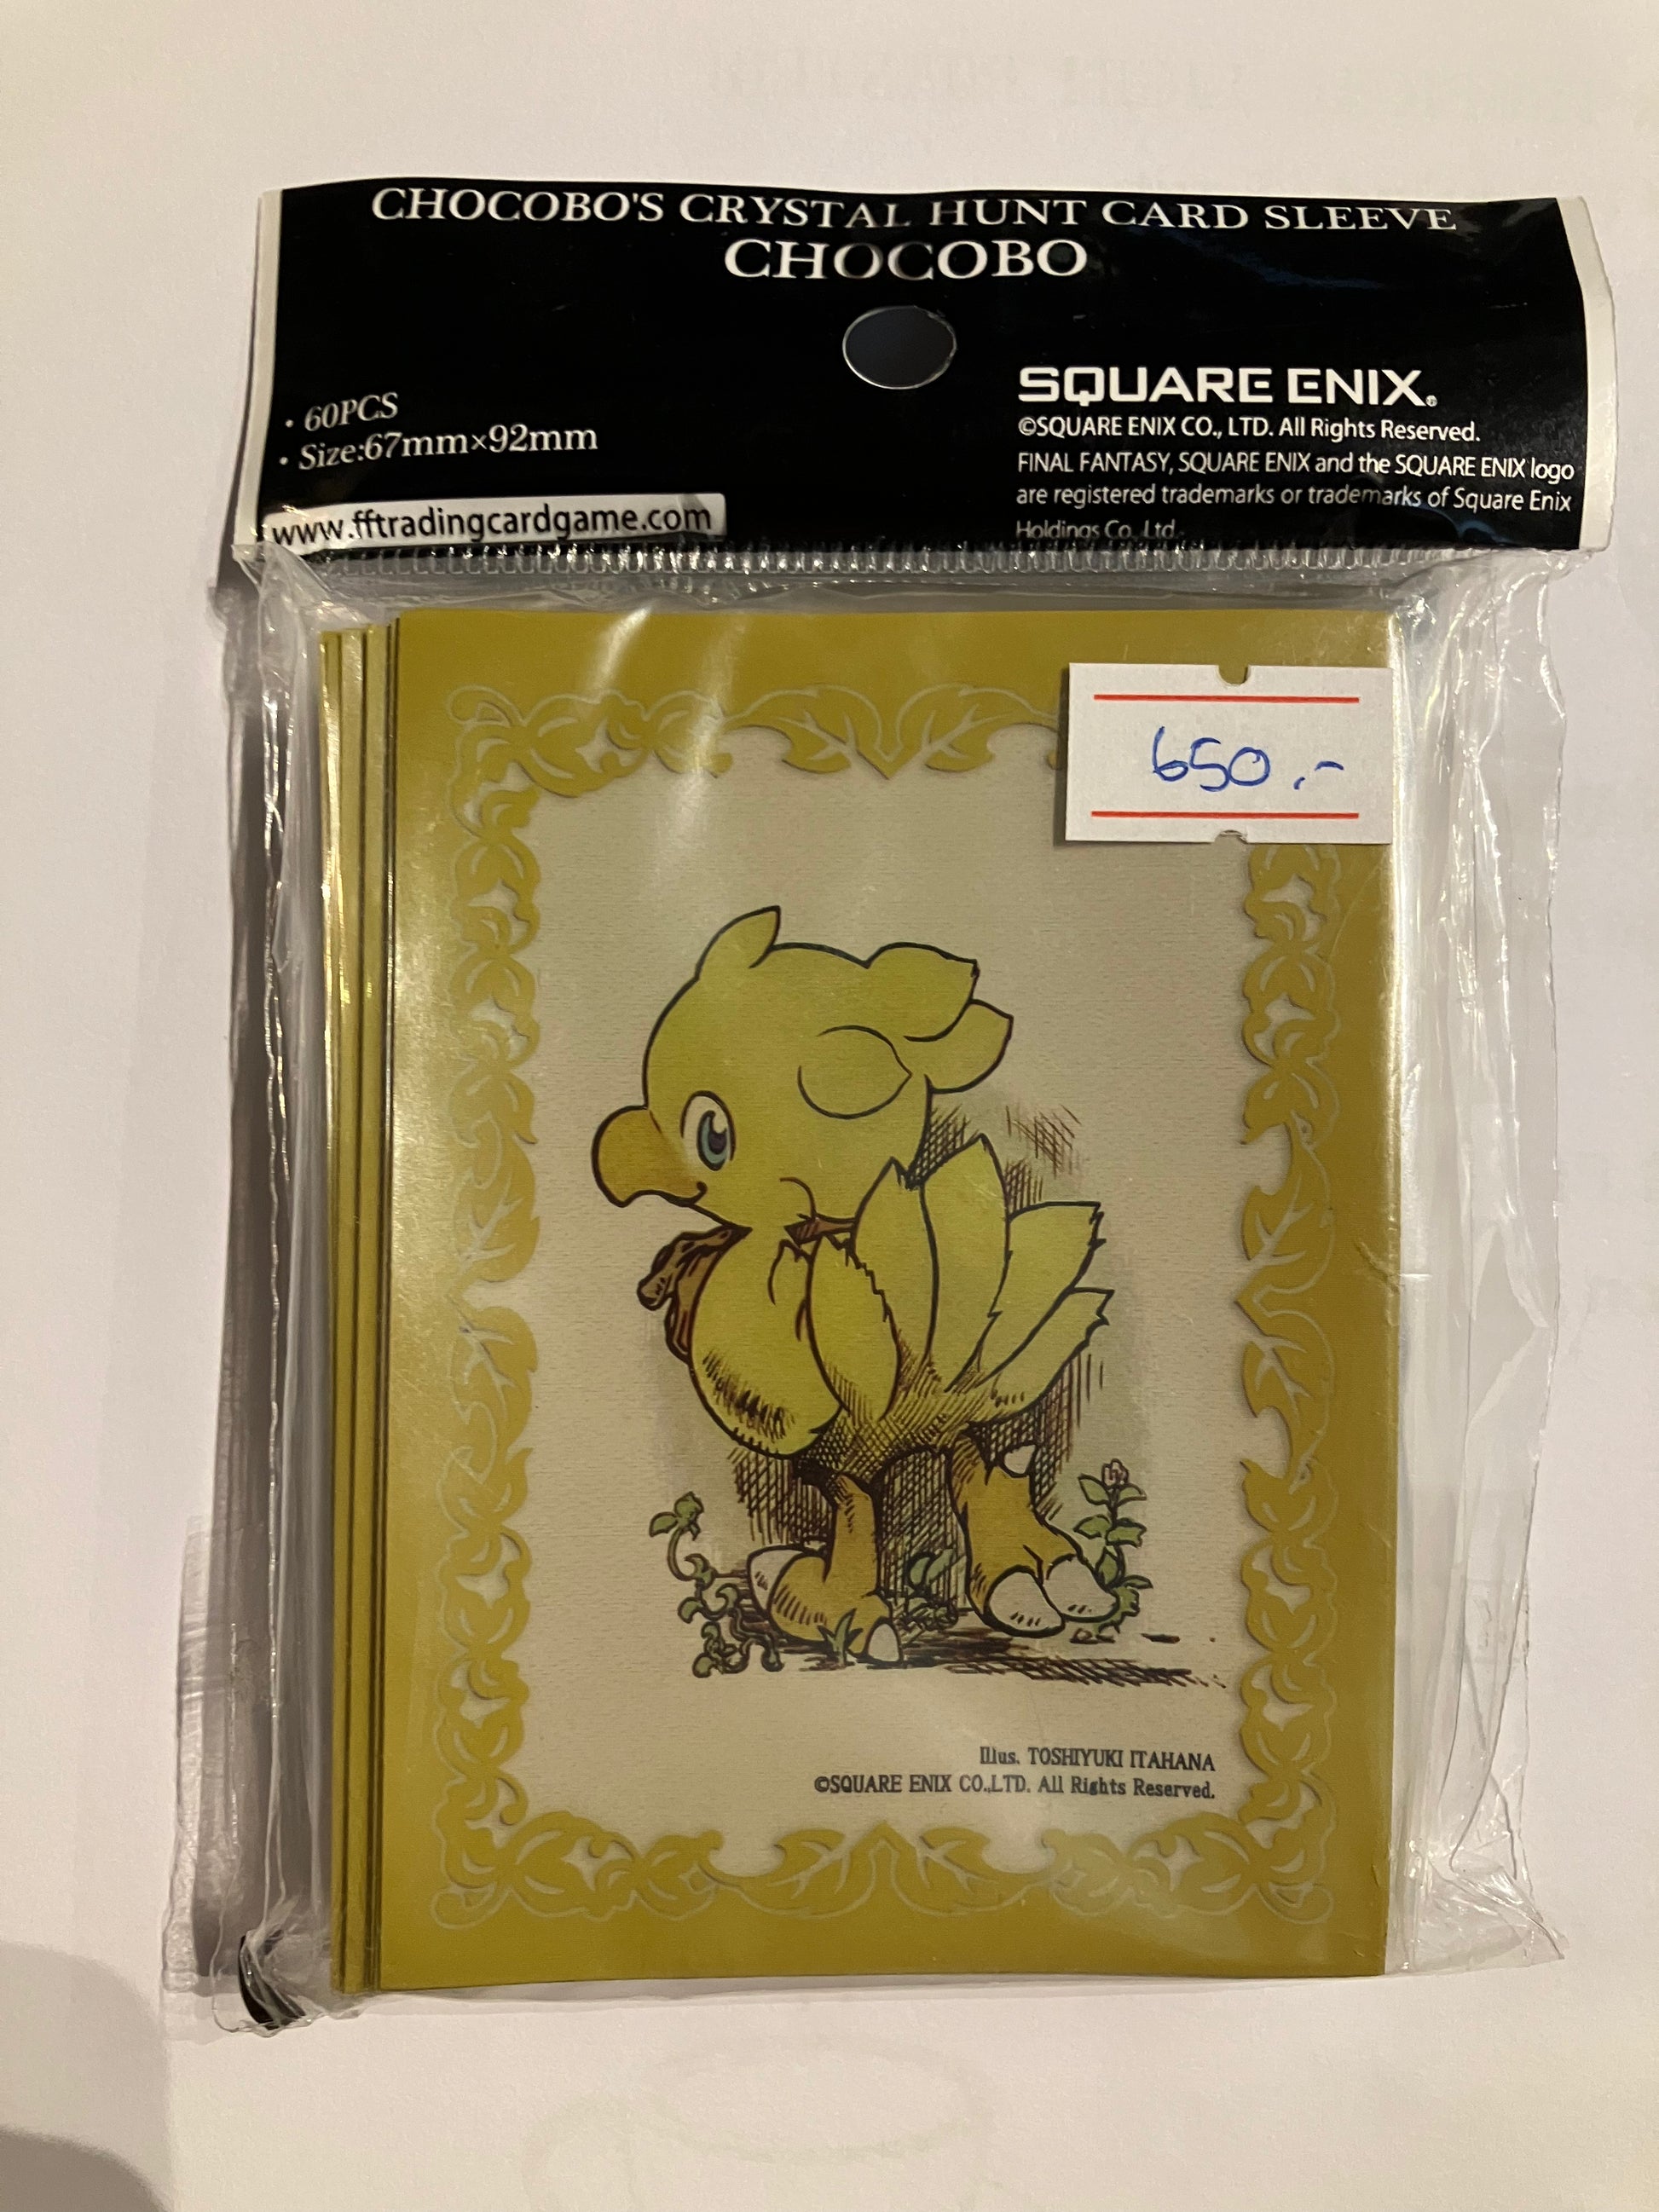 CHOCOBO'S CRYSTAL HUNT CARD SLEEVE
CHOCOBO
・60PCS
・Size:67mm×92mm
www.fftradingcardgame.com
SQUARE ENIX®
©SQUARE ENIX CO., LTD. All Rights Reserved.
FINAL FANTASY, SQUARE ENIX and the SQUARE ENIX logo
are registered trademarks or trademarks of Square Enix
Holdings Co. Ltd.
650.-
Illus. TOSHIYUKI ITAHANA
©SQUARE ENIX CO.,LTD. All Rights Reserved.